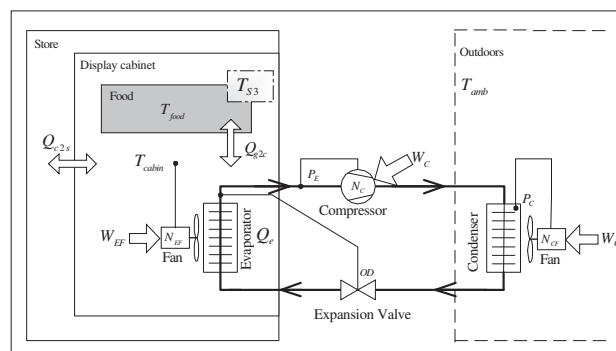 Store
Outdoors
Display cabinet
Food
T_S3
T_food
T_amb
Q_c2s
Q_g2c
T_cabin
P_E
N_C
W_C
Compressor
P_C
W_EF
N_EF
Fan
Evaporator
Q_e
Condenser
N_CF
Fan
OD
Expansion Valve